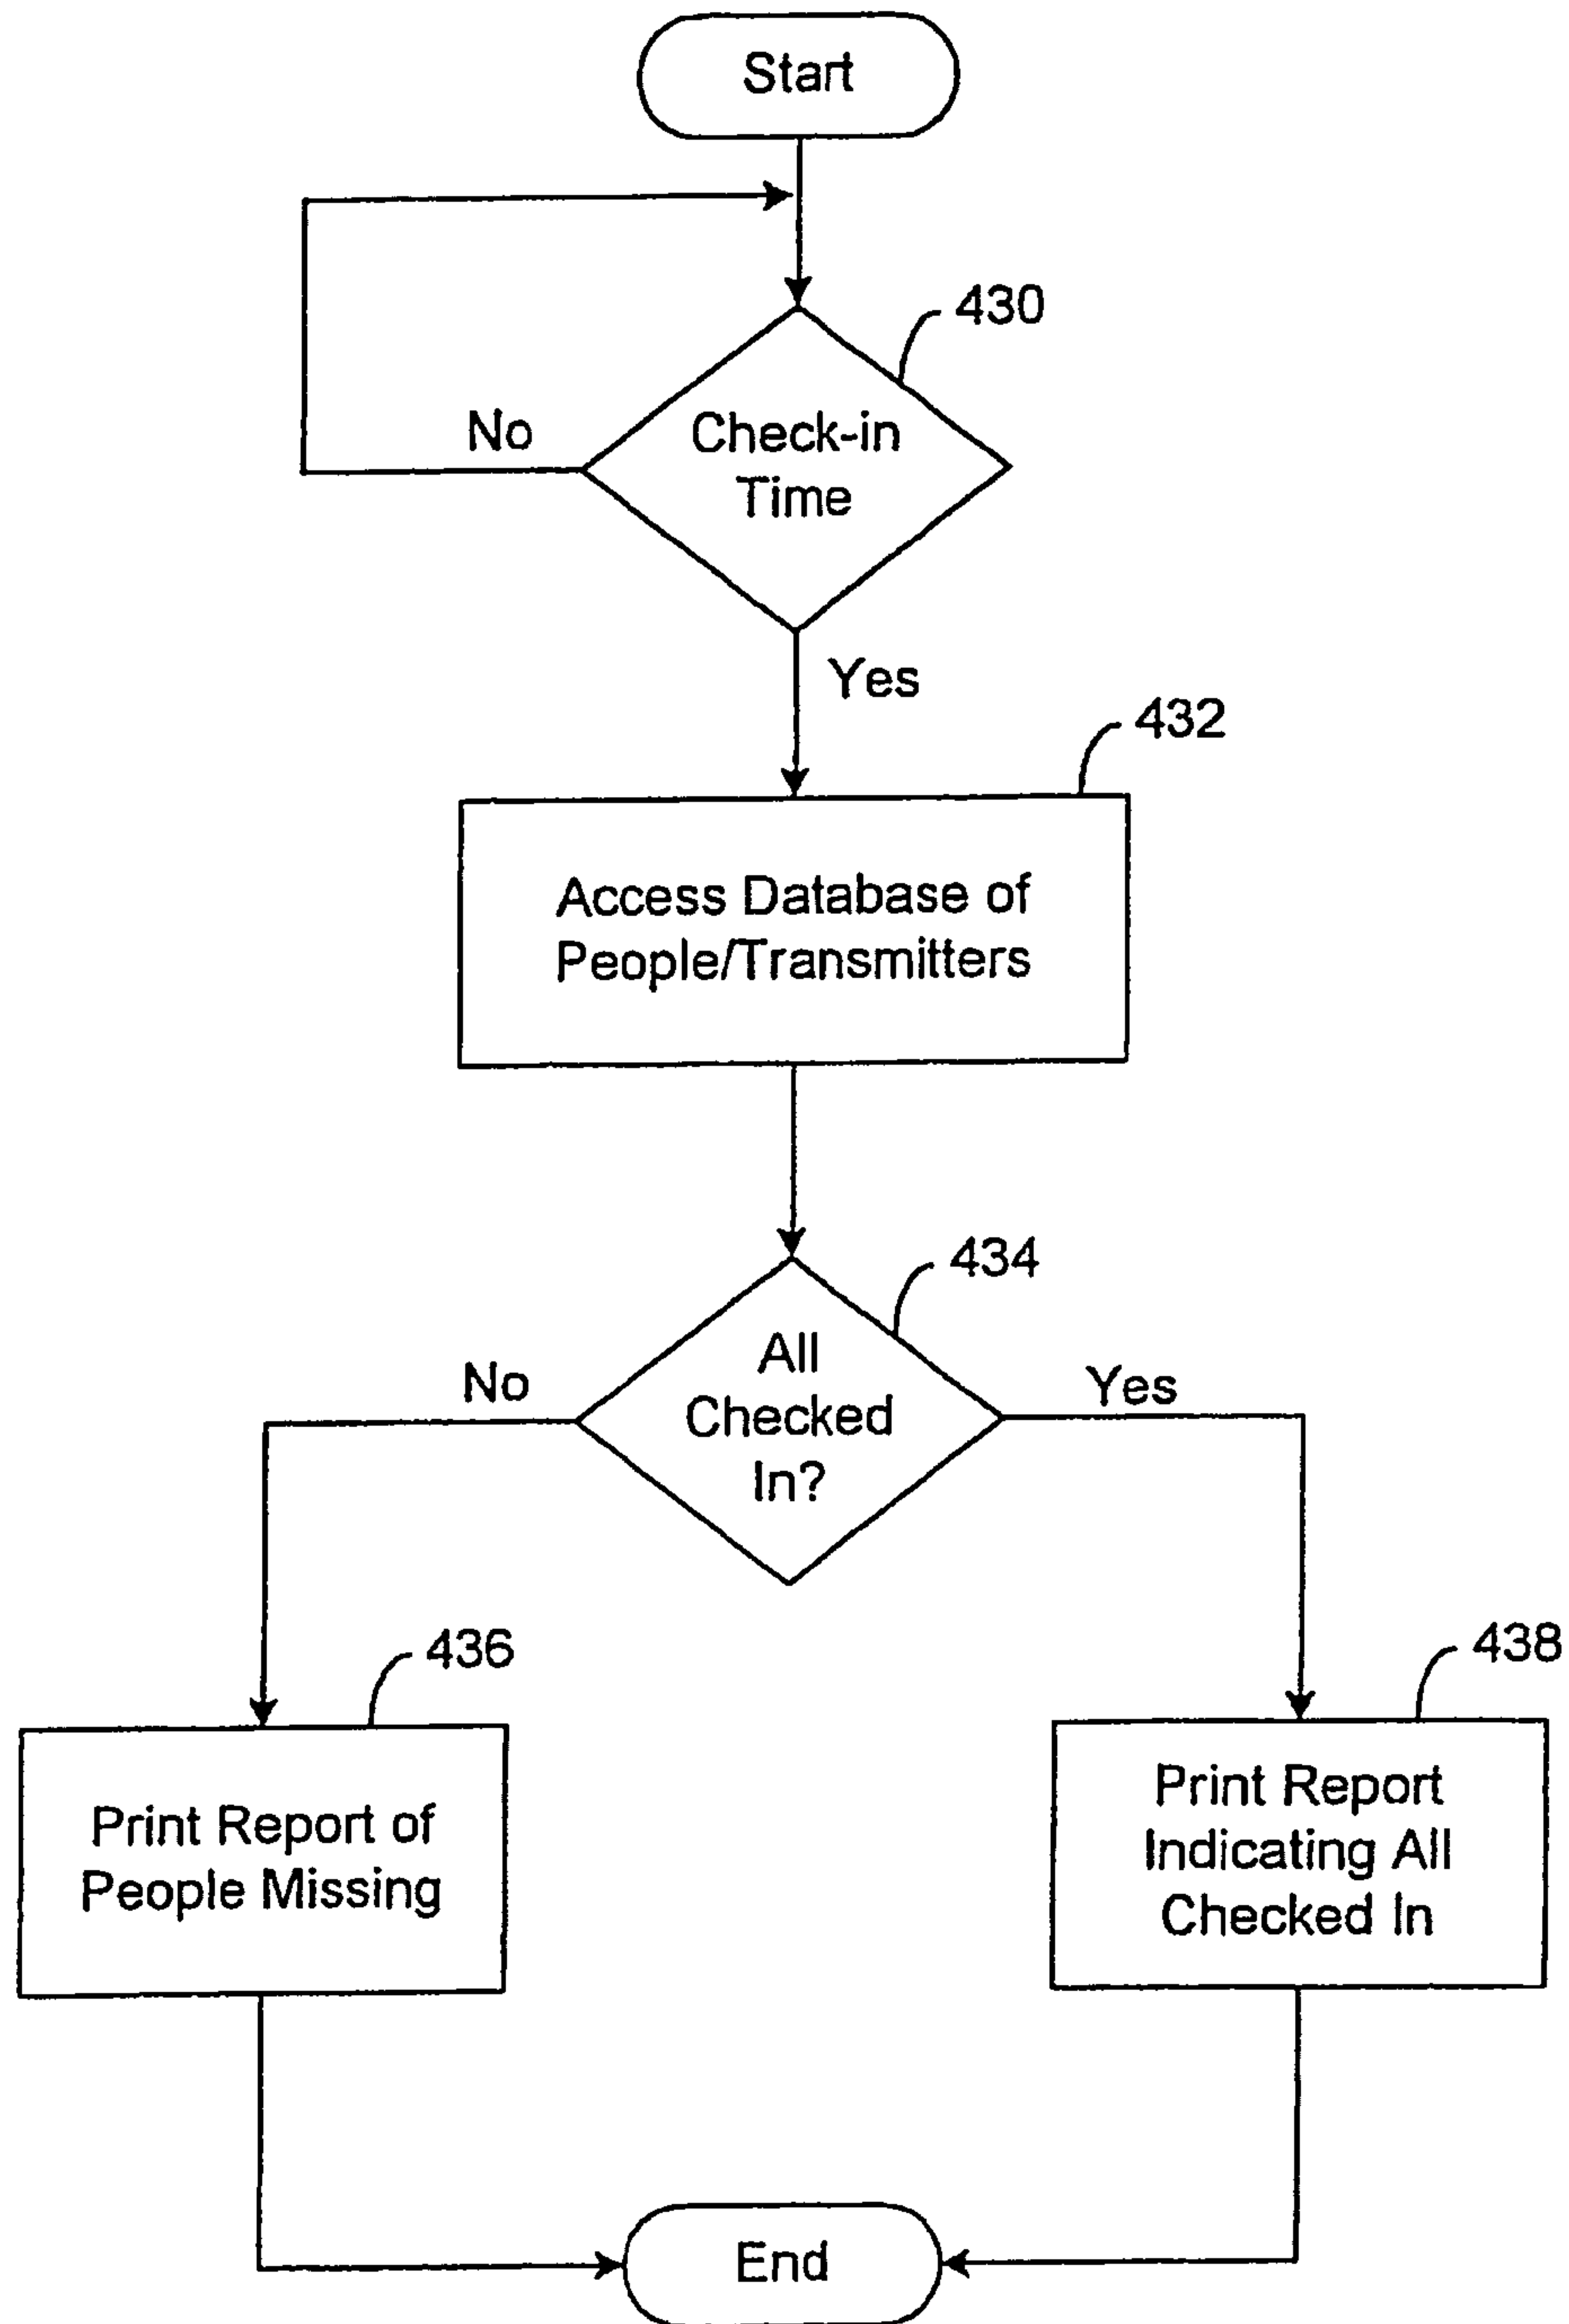 Start
430
Check-in
Time
No
Yes
432
Access Database of
People/Transmitters
434
All
Checked
In?
No
Yes
436
Print Report of
People Missing
438
Print Report
Indicating All
Checked In
End